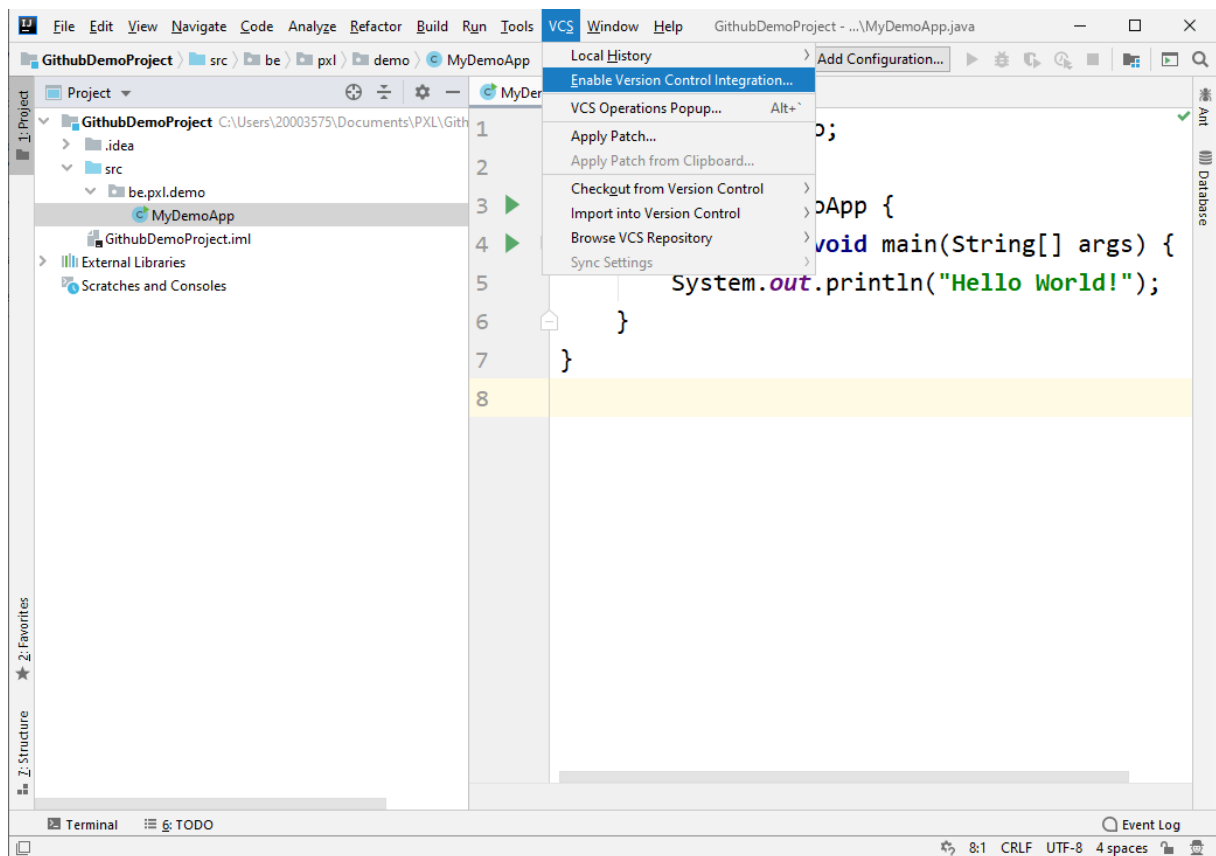 File Edit View Navigate Code Analyze Refactor Build Run Tools VCS Window Help GithubDemoProject - ...\MyDemoApp.java
GithubDemoProject src be pxl demo MyDemoApp
Add Configuration...
Local History
Enable Version Control Integration...
VCS Operations Popup... Alt+`
Apply Patch...
Apply Patch from Clipboard...
Checkout from Version Control
Import into Version Control
Browse VCS Repository
Sync Settings
1: Project
Project
GithubDemoProject C:\Users\20003575\Documents\PXL\Gith
.idea
src
be.pxl.demo
MyDemoApp
GithubDemoProject.iml
External Libraries
Scratches and Consoles
2: Favorites
7: Structure
MyDer
1 o;
2
3 oApp {
4 void main(String[] args) {
5 System.out.println("Hello World!");
6 }
7 }
8
Ant
Database
Terminal 6: TODO Event Log
8:1 CRLF UTF-8 4 spaces